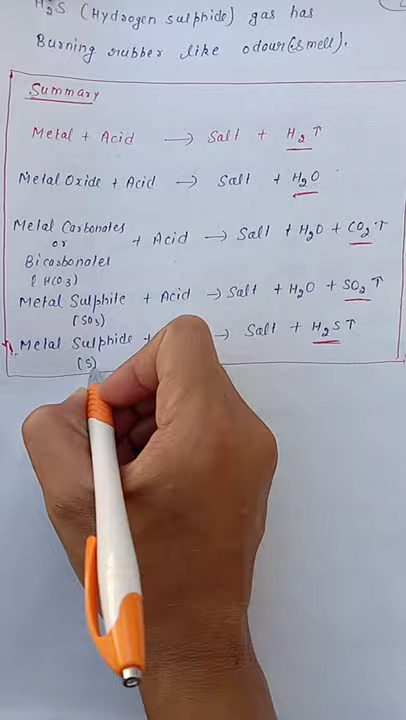 H2S (Hydrogen sulphide) gas has
Burning rubber like odour (smell).
Summary
Metal + Acid → Salt + H2↑
Metal Oxide + Acid → Salt + H2O
Metal Carbonates
or + Acid → Salt + H2O + CO2↑
Bicarbonates
(HCO3)
Metal Sulphite + Acid → Salt + H2O + SO2↑
(SO3)
Metal Sulphide + → Salt + H2S↑
(S)